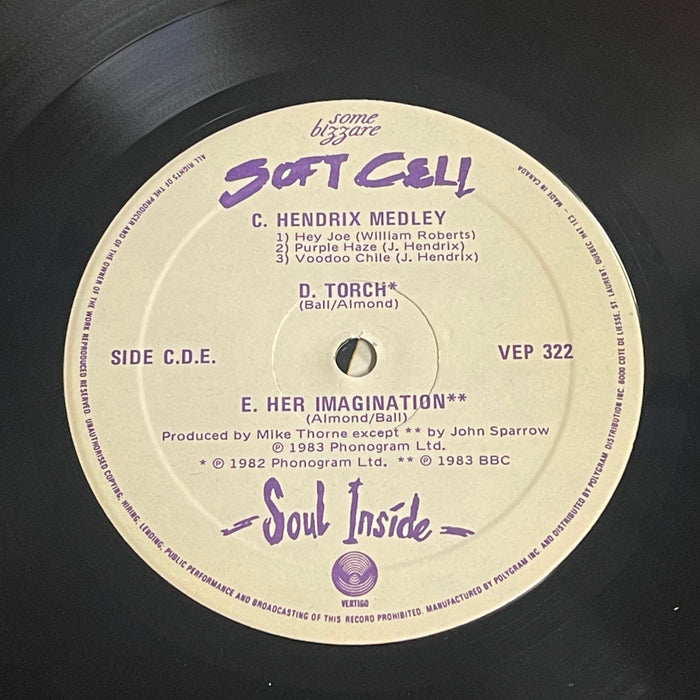 some
bizzare
SOFT CELL
C. HENDRIX MEDLEY
1) Hey Joe (William Roberts)
2) Purple Haze (J. Hendrix)
3) Voodoo Chile (J. Hendrix)
D. TORCH*
(Ball/Almond)
SIDE C.D.E.
VEP 322
E. HER IMAGINATION**
(Almond/Ball)
Produced by Mike Thorne except ** by John Sparrow
℗ 1983 Phonogram Ltd.
* ℗ 1982 Phonogram Ltd. ** ℗ 1983 BBC
- Soul Inside -
VERTIGO
ALL RIGHTS OF THE PRODUCER AND OF THE OWNER OF THE WORK REPRODUCED RESERVED. UNAUTHORISED COPYING, HIRING, LENDING, PUBLIC PERFORMANCE AND BROADCASTING OF THIS RECORD PROHIBITED. MANUFACTURED BY POLYGRAM INC. AND DISTRIBUTED BY POLYGRAM DISTRIBUTION INC. 6000 COTE DE LIESSE, ST LAURENT, QUEBEC H4T 1E3 - MADE IN CANADA